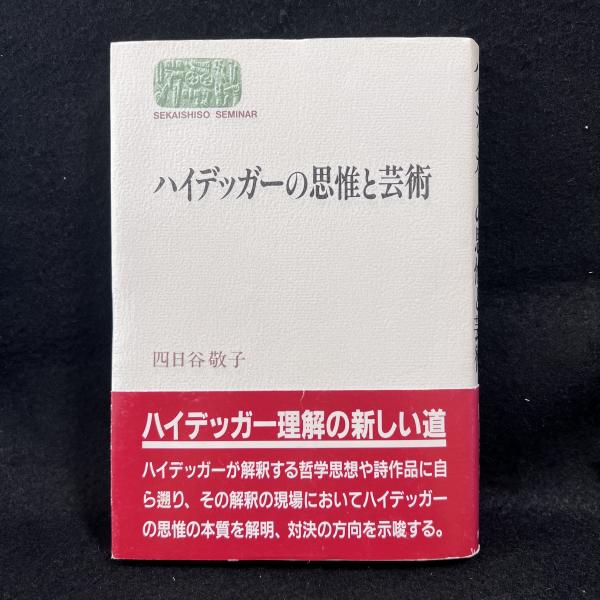 SEKAISHISO SEMINAR
ハイデッガーの思惟と芸術
四日谷敬子
ハイデッガー理解の新しい道
ハイデッガーが解釈する哲学思想や詩作品に自
ら遡り、その解釈の現場においてハイデッガー
の思惟の本質を解明、対決の方向を示唆する。